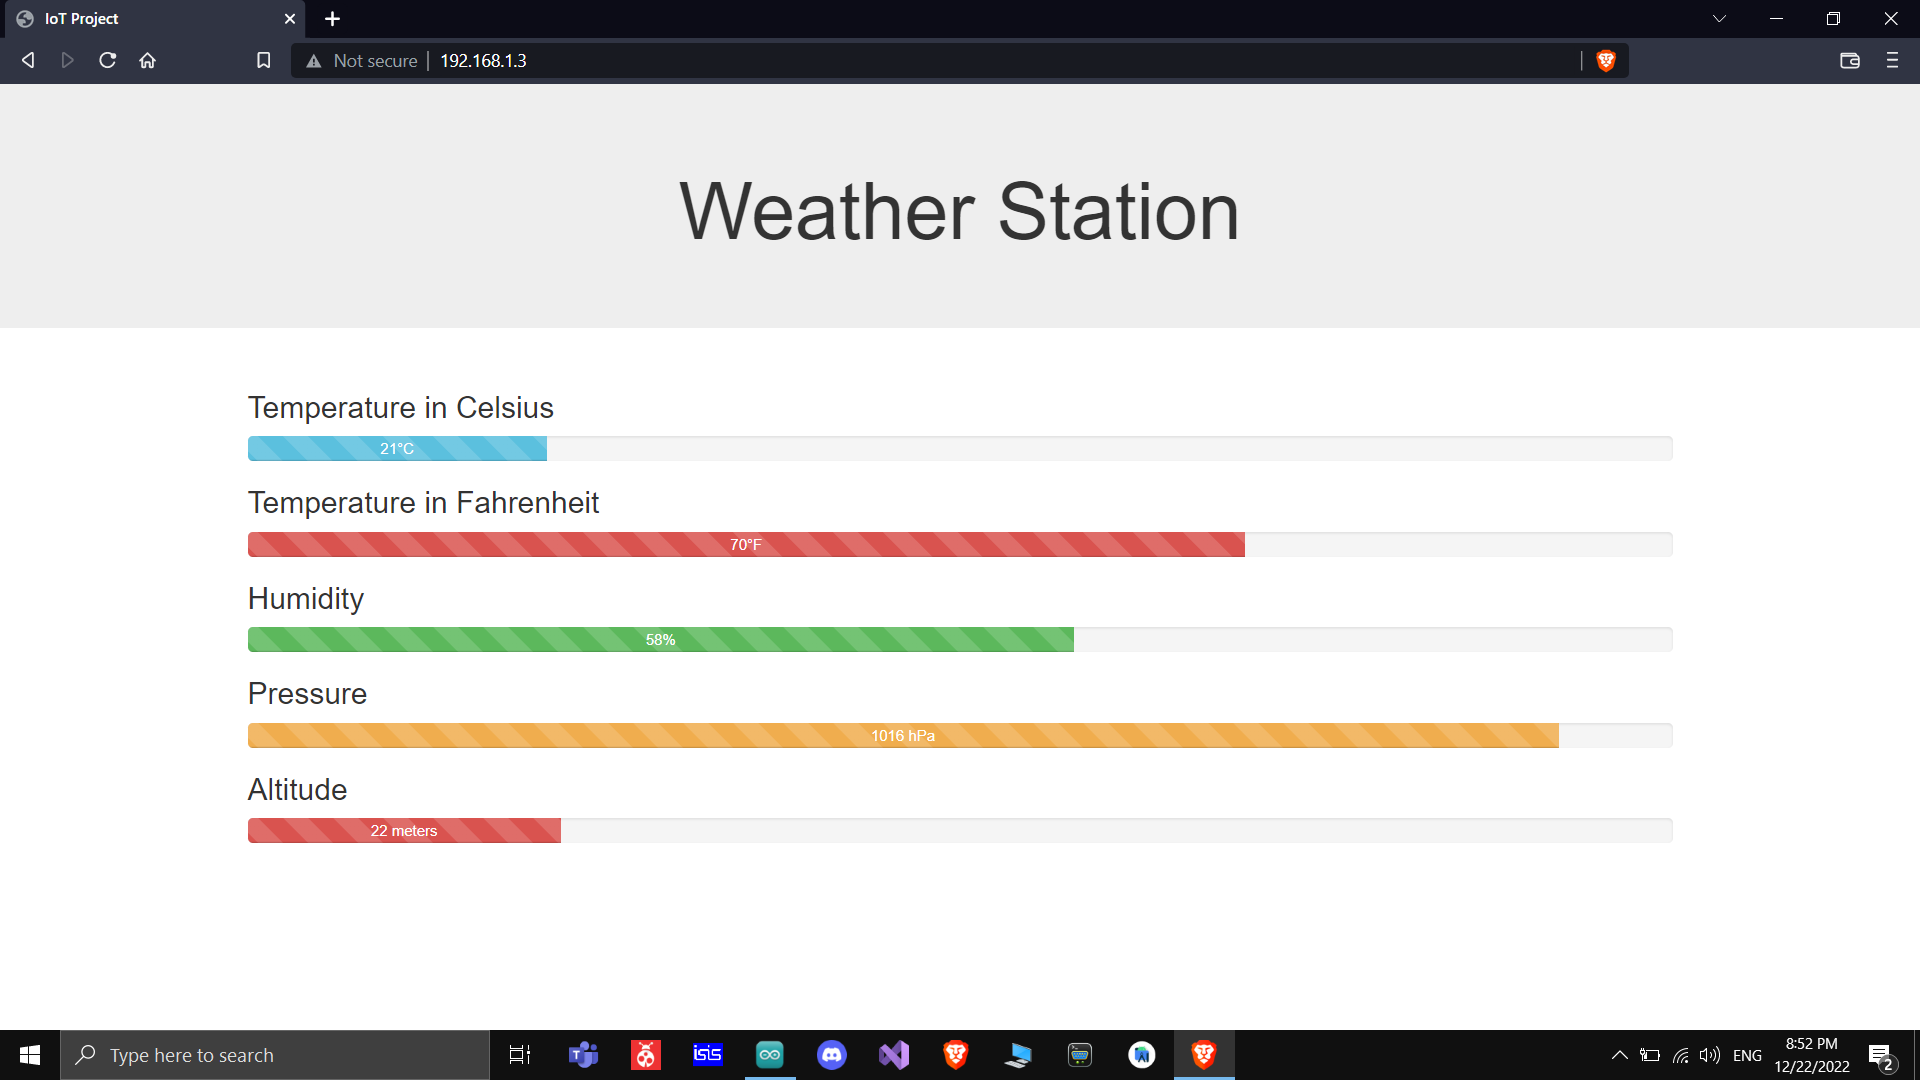 IoT Project
Not secure | 192.168.1.3
Weather Station
Temperature in Celsius
21°C
Temperature in Fahrenheit
70°F
Humidity
58%
Pressure
1016 hPa
Altitude
22 meters
Type here to search
T
isis
ENG
8:52 PM
12/22/2022
2